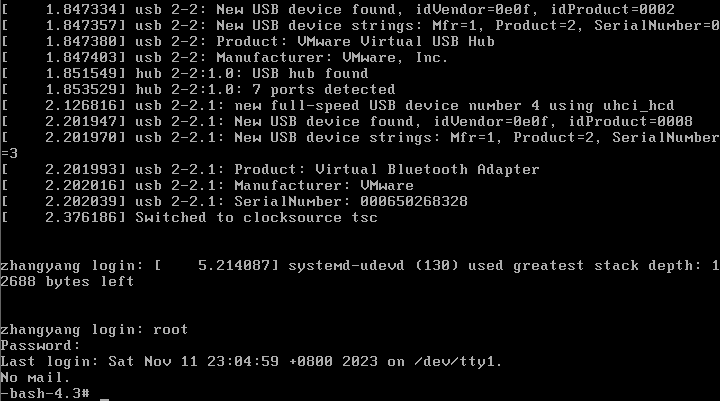 [    1.847334] usb 2-2: New USB device found, idVendor=0e0f, idProduct=0002
[    1.847357] usb 2-2: New USB device strings: Mfr=1, Product=2, SerialNumber=0
[    1.847380] usb 2-2: Product: VMware Virtual USB Hub
[    1.847403] usb 2-2: Manufacturer: VMware, Inc.
[    1.851549] hub 2-2:1.0: USB hub found
[    1.853529] hub 2-2:1.0: 7 ports detected
[    2.126816] usb 2-2.1: new full-speed USB device number 4 using uhci_hcd
[    2.201947] usb 2-2.1: New USB device found, idVendor=0e0f, idProduct=0008
[    2.201970] usb 2-2.1: New USB device strings: Mfr=1, Product=2, SerialNumber
=3
[    2.201993] usb 2-2.1: Product: Virtual Bluetooth Adapter
[    2.202016] usb 2-2.1: Manufacturer: VMware
[    2.202039] usb 2-2.1: SerialNumber: 000650268328
[    2.376186] Switched to clocksource tsc
zhangyang login: [    5.214087] systemd-udevd (130) used greatest stack depth: 1
2688 bytes left
zhangyang login: root
Password:
Last login: Sat Nov 11 23:04:59 +0800 2023 on /dev/tty1.
No mail.
-bash-4.3# _